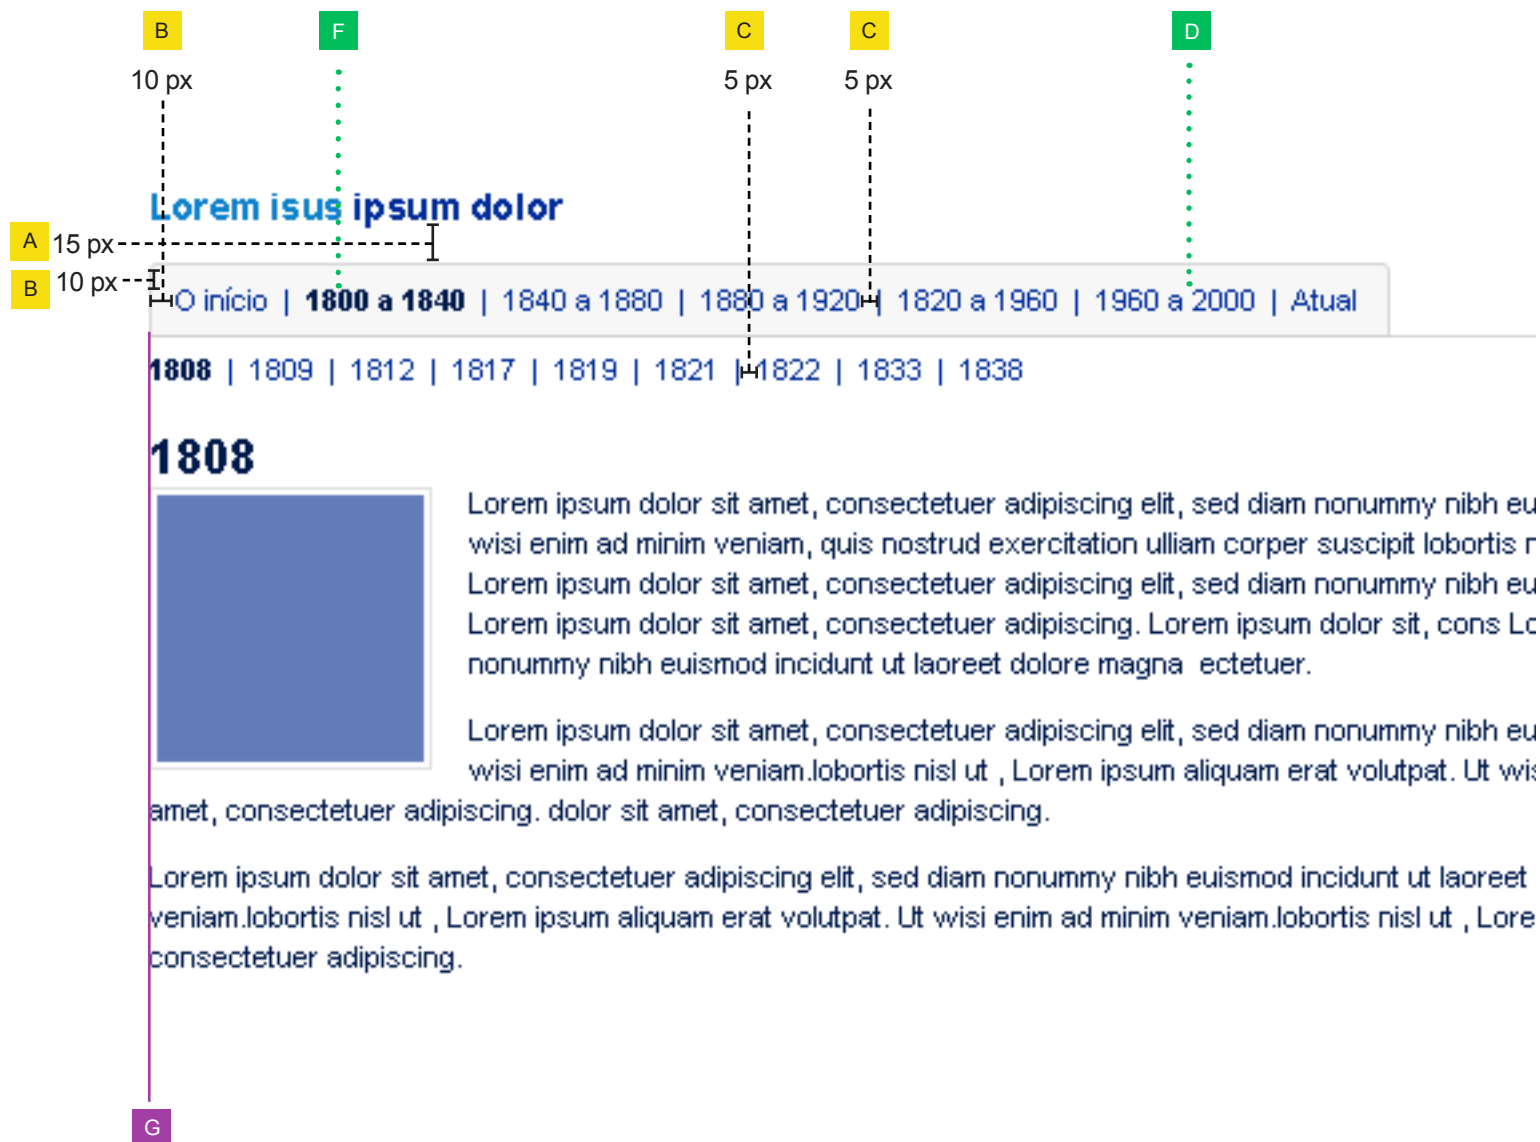 B F C C D
10 px 5 px 5 px
Lorem isus ipsum dolor
A 15 px
B 10 px
O início | 1800 a 1840 | 1840 a 1880 | 1880 a 1920 | 1820 a 1960 | 1960 a 2000 | Atual
1808 | 1809 | 1812 | 1817 | 1819 | 1821 | 1822 | 1833 | 1838
1808
Lorem ipsum dolor sit amet, consectetuer adipiscing elit, sed diam nonummy nibh eu
wisi enim ad minim veniam, quis nostrud exercitation ulliam corper suscipit lobortis n
Lorem ipsum dolor sit amet, consectetuer adipiscing elit, sed diam nonummy nibh eu
Lorem ipsum dolor sit amet, consectetuer adipiscing. Lorem ipsum dolor sit, cons Lo
nonummy nibh euismod incidunt ut laoreet dolore magna  ectetuer.
Lorem ipsum dolor sit amet, consectetuer adipiscing elit, sed diam nonummy nibh eu
wisi enim ad minim veniam.lobortis nisl ut , Lorem ipsum aliquam erat volutpat. Ut wis
amet, consectetuer adipiscing. dolor sit amet, consectetuer adipiscing.
Lorem ipsum dolor sit amet, consectetuer adipiscing elit, sed diam nonummy nibh euismod incidunt ut laoreet
veniam.lobortis nisl ut , Lorem ipsum aliquam erat volutpat. Ut wisi enim ad minim veniam.lobortis nisl ut , Lore
consectetuer adipiscing.
G